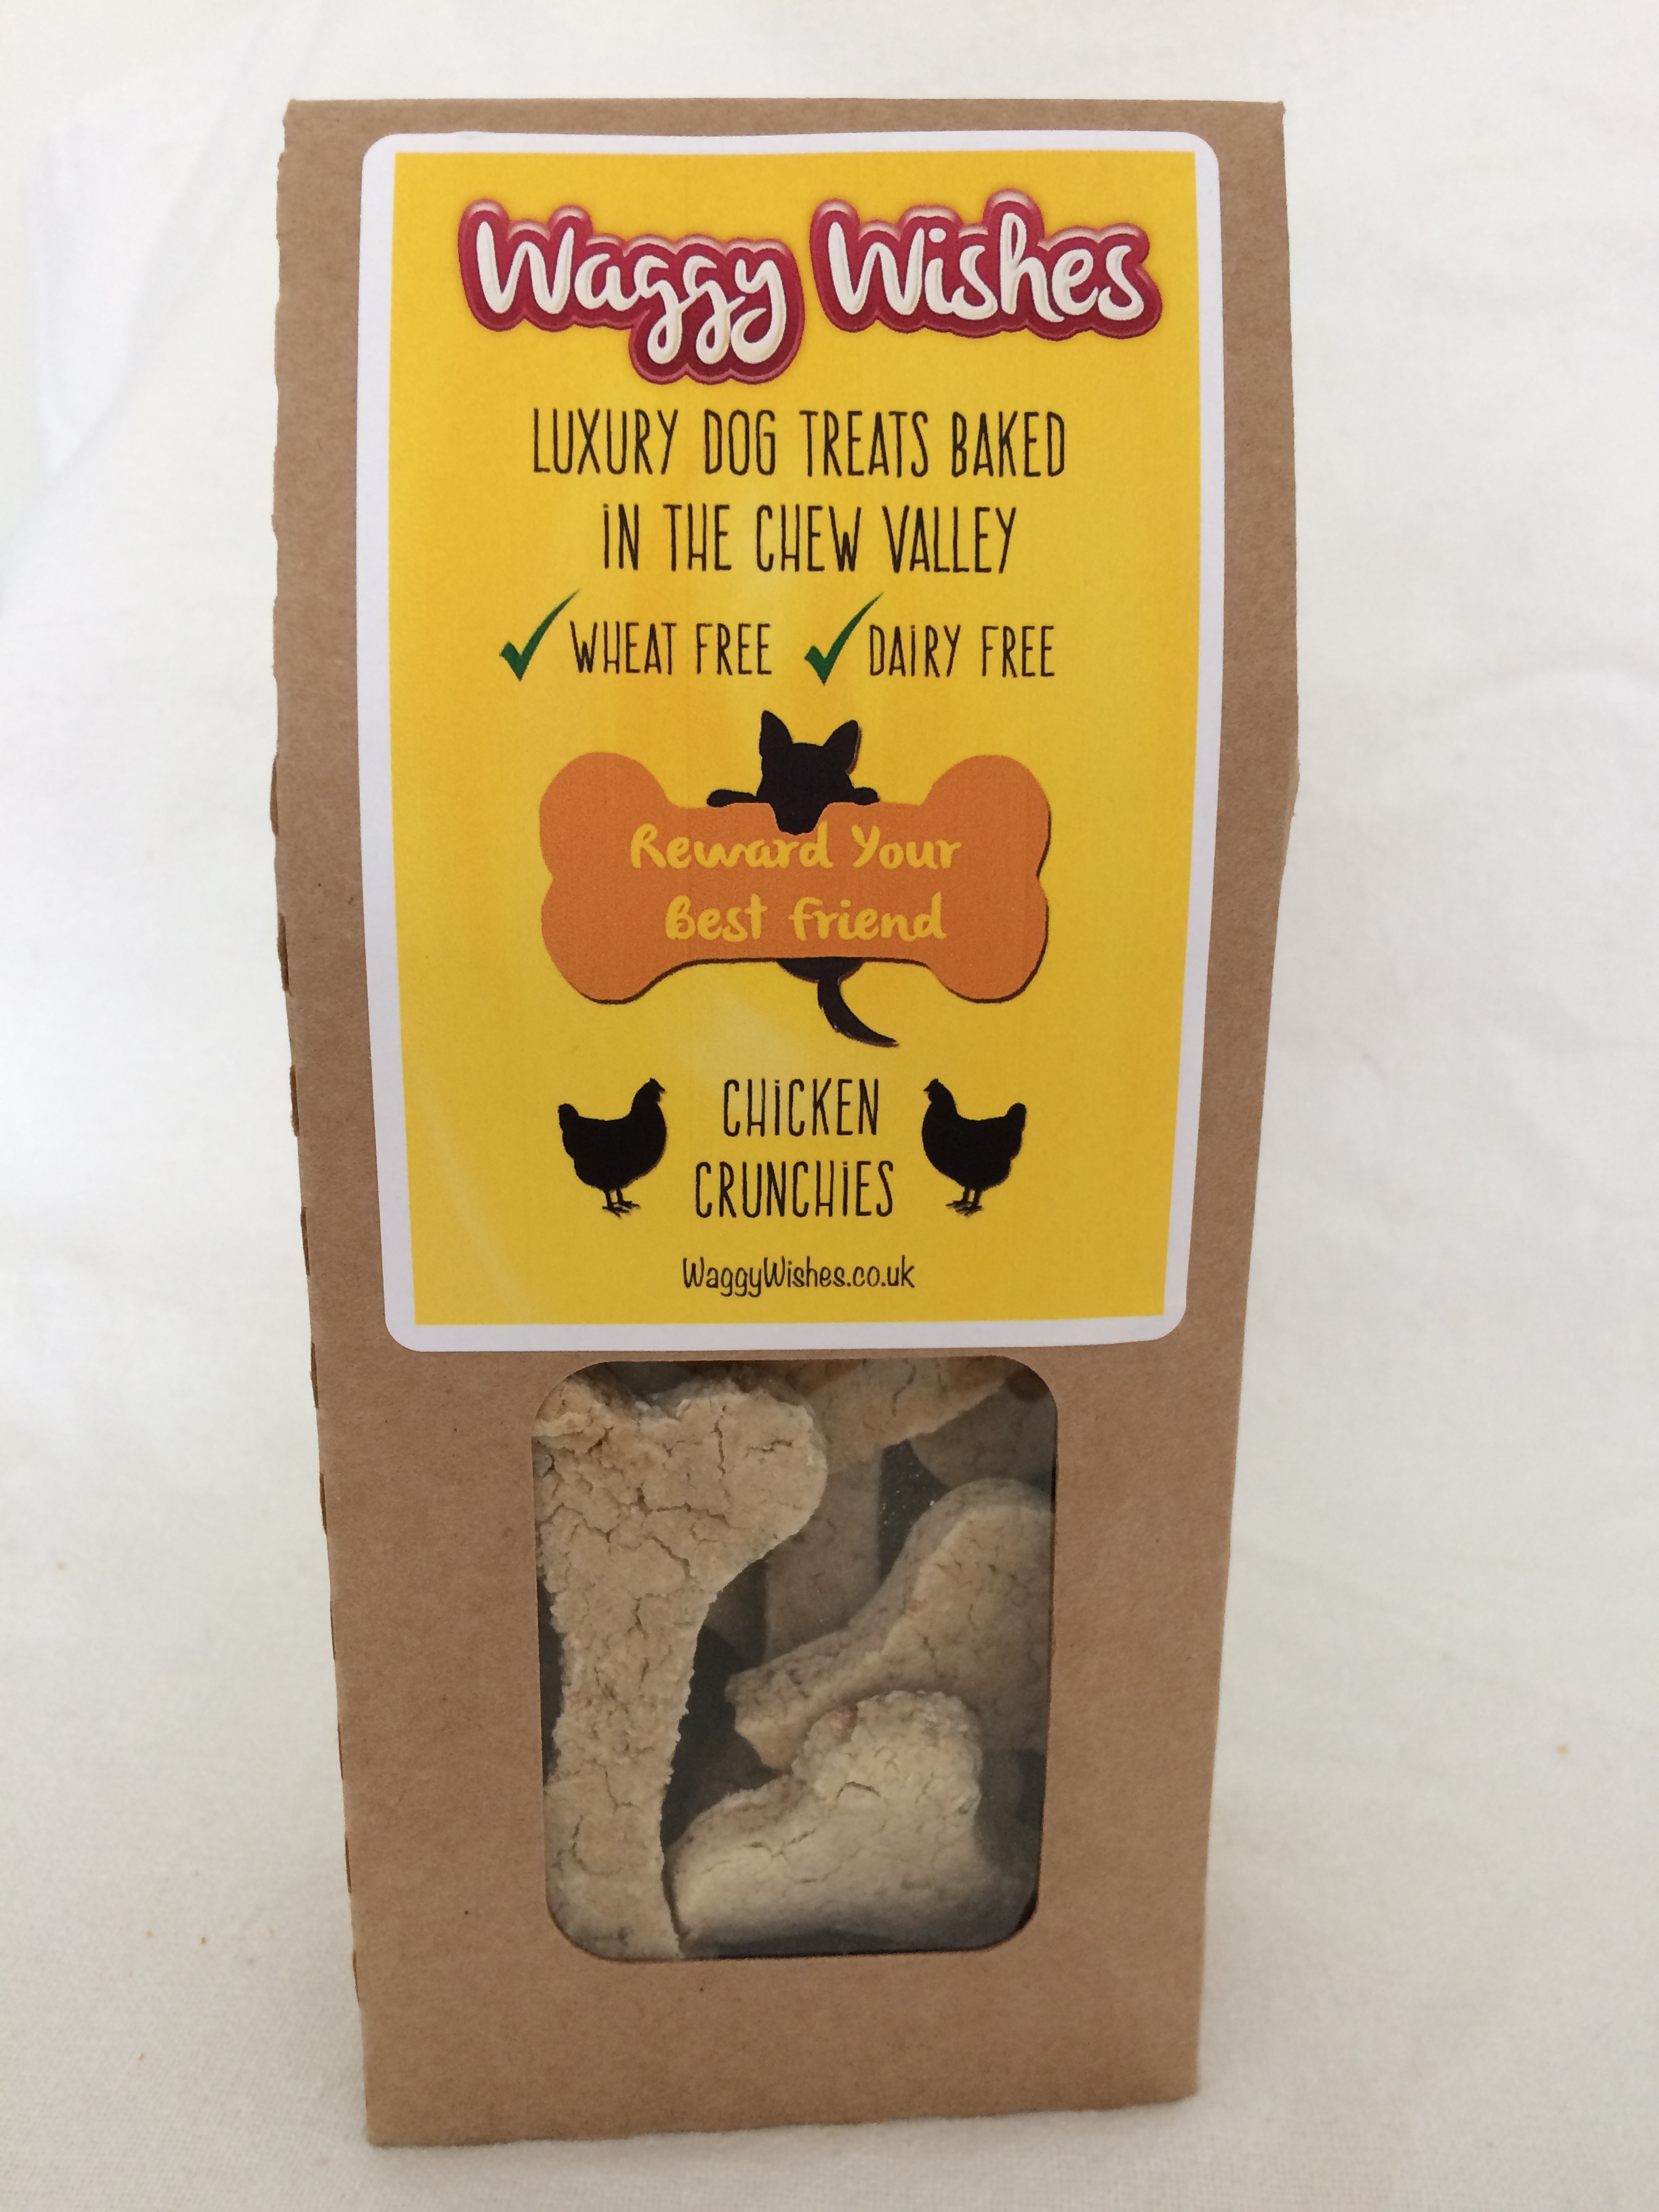 Waggy Wishes
LUXURY DOG TREATS BAKED
iN THE CHEW VALLEY
WHEAT FREE DAiRY FREE
Reward Your
Best Friend
CHiCKEN
CRUNCHiES
WaggyWishes.co.uk